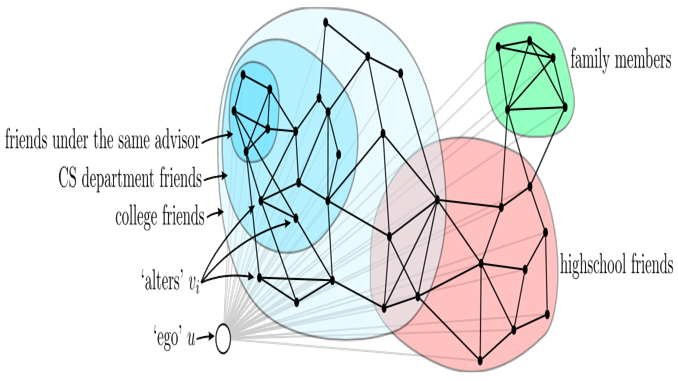 family members
friends under the same advisor
CS department friends
college friends
highschool friends
‘alters’ vᵢ
‘ego’ u